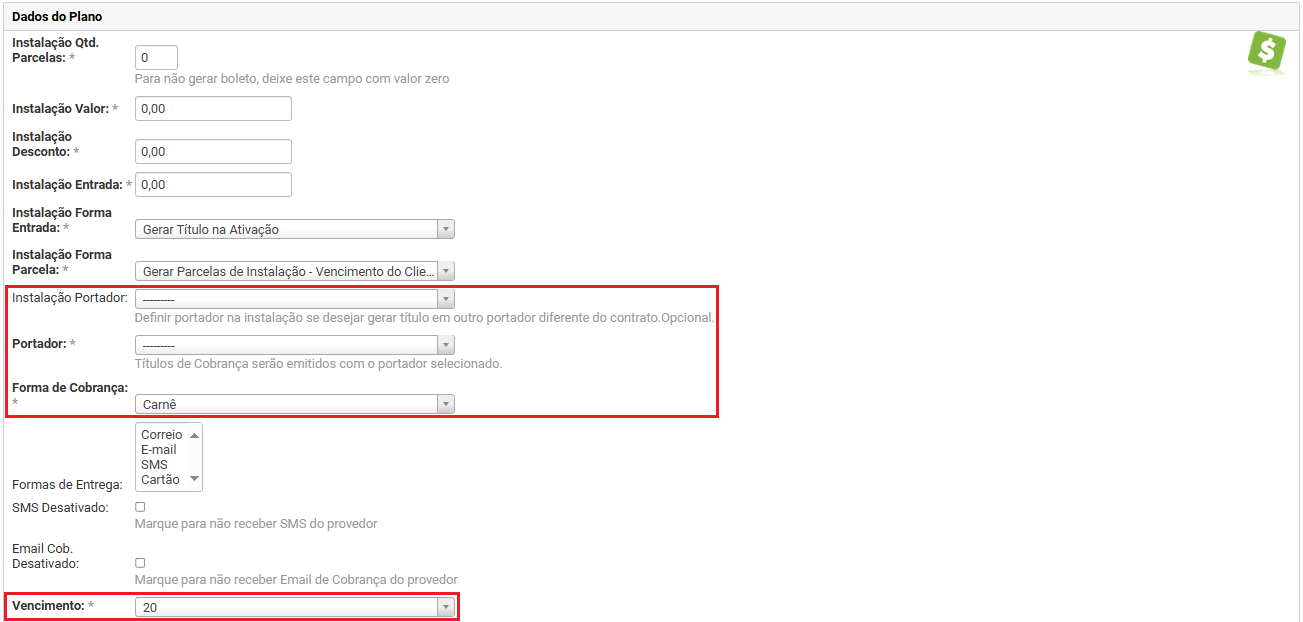 Dados do Plano
Instalação Qtd.
Parcelas: *
0
Para não gerar boleto, deixe este campo com valor zero
$
Instalação Valor: *
0,00
Instalação
Desconto: *
0,00
Instalação Entrada: *
0,00
Instalação Forma
Entrada: *
Gerar Título na Ativação
Instalação Forma
Parcela: *
Gerar Parcelas de Instalação - Vencimento do Clie...
Instalação Portador:
---------
Definir portador na instalação se desejar gerar título em outro portador diferente do contrato.Opcional.
Portador: *
---------
Títulos de Cobrança serão emitidos com o portador selecionado.
Forma de Cobrança:
*
Carnê
Formas de Entrega:
Correio
E-mail
SMS
Cartão
SMS Desativado:
Marque para não receber SMS do provedor
Email Cob.
Desativado:
Marque para não receber Email de Cobrança do provedor
Vencimento: *
20